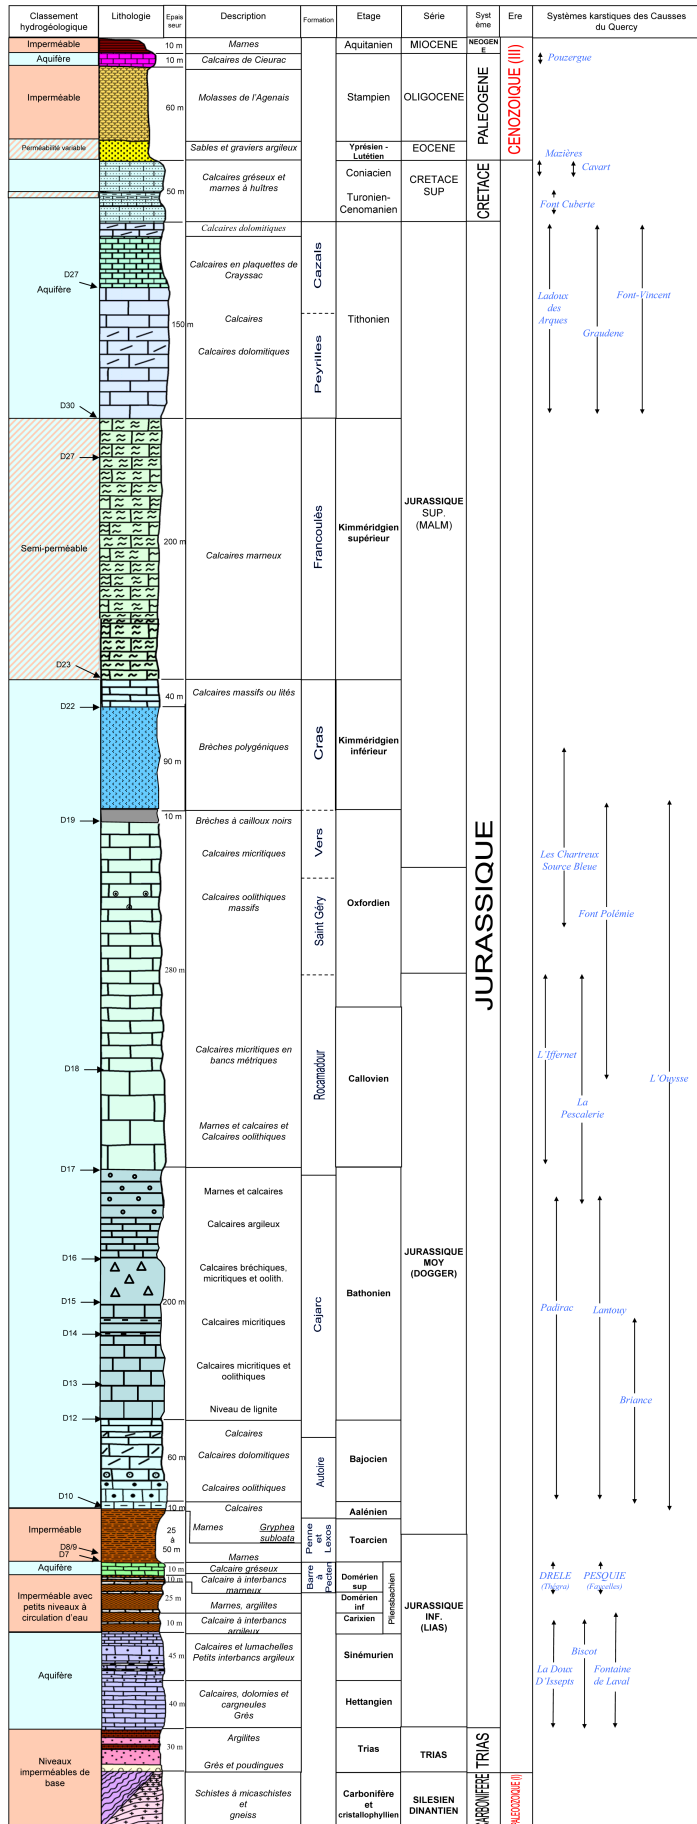 Classement
hydrogéologique
Lithologie
Epais
seur
Description
Formation
Etage
Série
Syst
ème
Ere
Systèmes karstiques des Causses
du Quercy
Imperméable
10 m
Marnes
Aquitanien
MIOCENE
NEOGEN
E
CENOZOIQUE (III)
Aquifère
10 m
Calcaires de Cieurac
Pouzergue
Imperméable
60 m
Molasses de l'Agenais
Stampien
OLIGOCENE
PALEOGENE
Perméabilité variable
Sables et graviers argileux
Yprésien -
Lutétien
EOCENE
Mazières
Cavart
50 m
Calcaires gréseux et
marnes à huîtres
Coniacien
Turonien-
Cenomanien
CRETACE
SUP
CRETACE
Font Cuberte
Calcaires dolomitiques
D27
Aquifère
Calcaires en plaquettes de
Crayssac
Cazals
150 m
Calcaires
Calcaires dolomitiques
Peyrilles
Tithonien
Ladoux
des
Arques
Graudene
Font-Vincent
D30
D27
Semi-perméable
200 m
Calcaires marneux
Francoulès
Kimméridgien
supérieur
JURASSIQUE
SUP.
(MALM)
D23
40 m
Calcaires massifs ou lités
D22
90 m
Brèches polygéniques
Cras
Kimméridgien
inférieur
10 m
Brèches à cailloux noirs
D19
Calcaires micritiques
Vers
Calcaires oolithiques
massifs
Saint Géry
Oxfordien
JURASSIQUE
Les Chartreux
Source Bleue
Font Polémie
280 m
Calcaires micritiques en
bancs métriques
D18
Rocamadour
Callovien
L'Iffernet
La
Pescalerie
L'Ouysse
Marnes et calcaires et
Calcaires oolithiques
D17
Marnes et calcaires
Calcaires argileux
D16
Calcaires bréchiques,
micritiques et oolith.
D15
200 m
Calcaires micritiques
D14
Cajarc
Bathonien
JURASSIQUE
MOY
(DOGGER)
Padirac
Lantouy
Briance
Calcaires micritiques et
oolithiques
D13
Niveau de lignite
D12
Calcaires
60 m
Calcaires dolomitiques
Autoire
Bajocien
Calcaires oolithiques
D10
10 m
Calcaires
Aalénien
Imperméable
25
à
50 m
Marnes
Gryphea
subloata
Penne
et
Lexos
Toarcien
D8/9
D7
Marnes
Aquifère
10 m
Calcaire gréseux
Barre
à
Pecten
Domérien
sup
Pliensbachien
DRELE
(Thégra)
PESQUIE
(Faycelles)
10 m
Calcaire à interbancs
marneux
Imperméable avec
petits niveaux à
circulation d'eau
25 m
Marnes, argilites
Domérien
inf
JURASSIQUE
INF.
(LIAS)
10 m
Calcaire à interbancs
argileux
Carixien
Aquifère
45 m
Calcaires et lumachelles
Petits interbancs argileux
Sinémurien
La Doux
D'Issepts
Biscot
Fontaine
de Laval
40 m
Calcaires, dolomies et
cargneules
Grès
Hettangien
Niveaux
imperméables de
base
30 m
Argilites
Grès et poudingues
Trias
TRIAS
TRIAS
Schistes à micaschistes
et
gneiss
Carbonifère
et
cristallophyllien
SILESIEN
DINANTIEN
CARBONIFERE
PALEOZOIQUE (I)